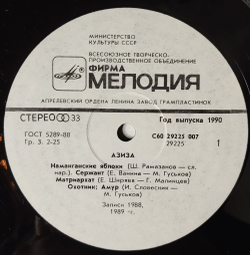 МИНИСТЕРСТВО
КУЛЬТУРЫ СССР
ВСЕСОЮЗНОЕ ТВОРЧЕСКО-
ПРОИЗВОДСТВЕННОЕ ОБЪЕДИНЕНИЕ
ФИРМА
МЕЛОДИЯ
АПРЕЛЕВСКИЙ ОРДЕНА ЛЕНИНА ЗАВОД ГРАМПЛАСТИНОК
СТЕРЕО 33
Год выпуска 1990
ГОСТ 5289-88
Гр. 3. 2-25
С60 29225 007
29225
1
АЗИЗА
Наманганские яблоки (Ш. Рамазанов — сл.
нар.). Сержант (Е. Ванина — М. Гуськов)
Матриархат (Е. Ширяев — Г. Малинцев)
Охотник; Амур (И. Словесник —
М. Гуськов)
Записи 1988,
1989 гг.